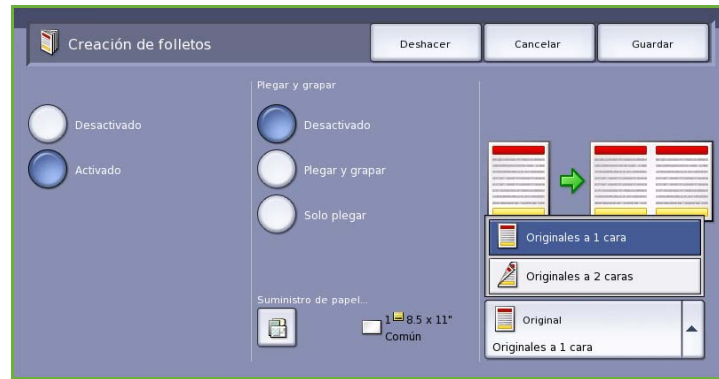 Creación de folletos
Deshacer
Cancelar
Guardar
Desactivado
Activado
Plegar y grapar
Desactivado
Plegar y grapar
Solo plegar
Suministro de papel...
1 8.5 x 11"
Común
Originales a 1 cara
Originales a 2 caras
Original
Originales a 1 cara